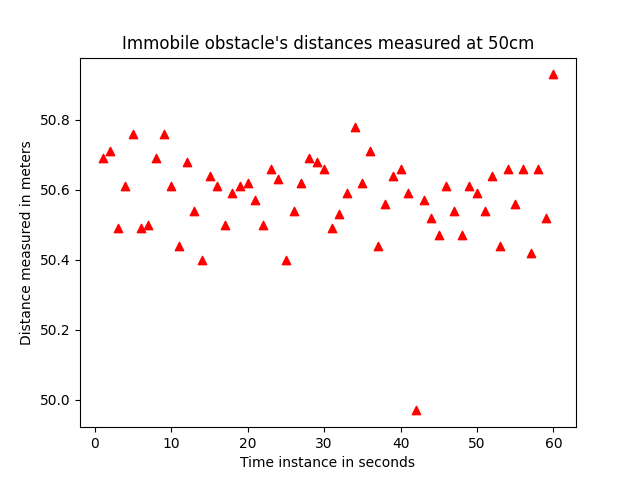 Immobile obstacle's distances measured at 50cm
Distance measured in meters
50.8
50.6
50.4
50.2
50.0
0 10 20 30 40 50 60
Time instance in seconds